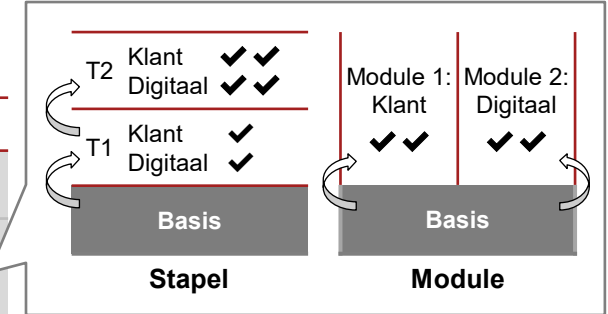 T2 Klant ✔✔
Digitaal ✔✔
T1 Klant ✔
Digitaal ✔
Basis
Stapel
Module 1:
Klant
✔✔
Module 2:
Digitaal
✔✔
Basis
Module